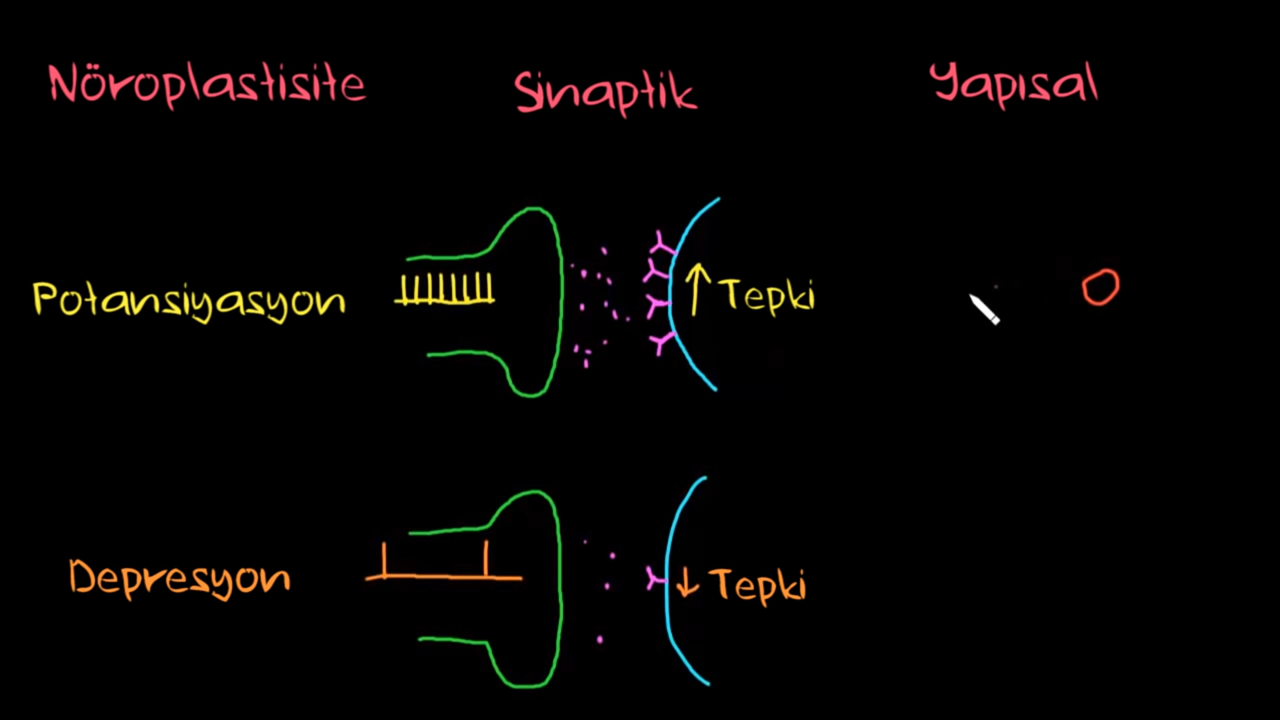 Nöroplastisite Sinaptik Yapısal
Potansiyasyon ↑ Tepki
Depresyon ↓ Tepki